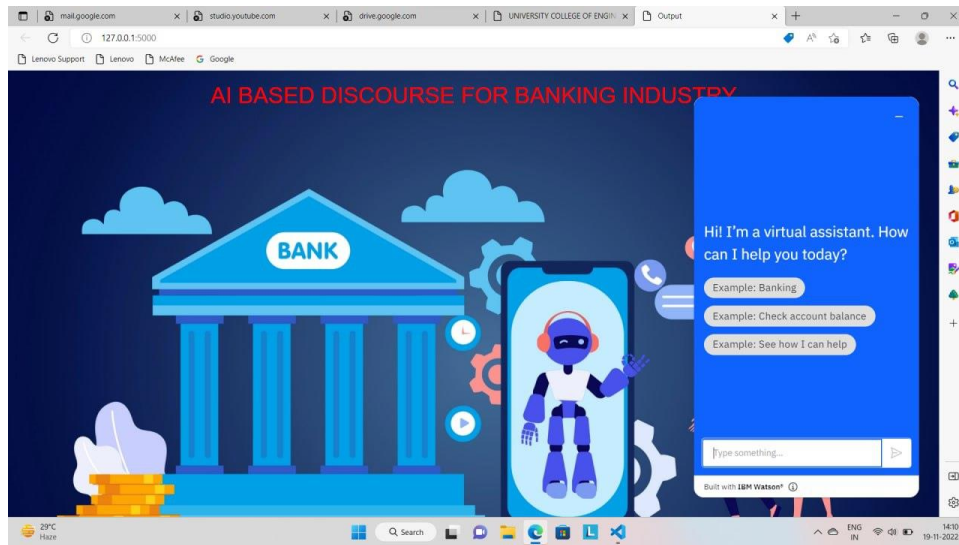 mail.google.com
studio.youtube.com
drive.google.com
UNIVERSITY COLLEGE OF ENGIN
Output
127.0.0.1:5000
Lenovo Support
Lenovo
McAfee
Google
AI BASED DISCOURSE FOR BANKING INDUSTRY
BANK
Hi! I'm a virtual assistant. How
can I help you today?
Example: Banking
Example: Check account balance
Example: See how I can help
Type something...
Built with IBM Watson®
29°C
Haze
Search
ENG
IN
14:10
19-11-2022